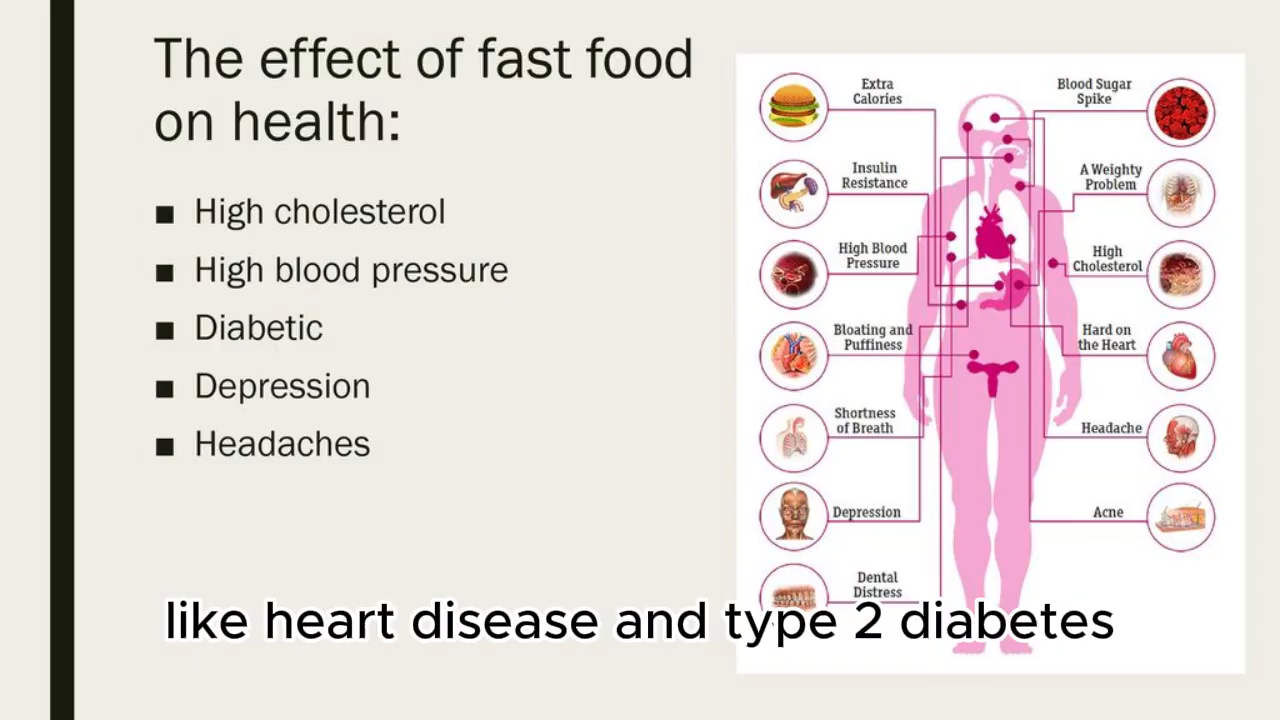 The effect of fast food
on health:
■ High cholesterol
■ High blood pressure
■ Diabetic
■ Depression
■ Headaches
Extra
Calories
Insulin
Resistance
High Blood
Pressure
Bloating and
Puffiness
Shortness
of Breath
Depression
Dental
Distress
Blood Sugar
Spike
A Weighty
Problem
High
Cholesterol
Hard on
the Heart
Headache
Acne
like heart disease and type 2 diabetes